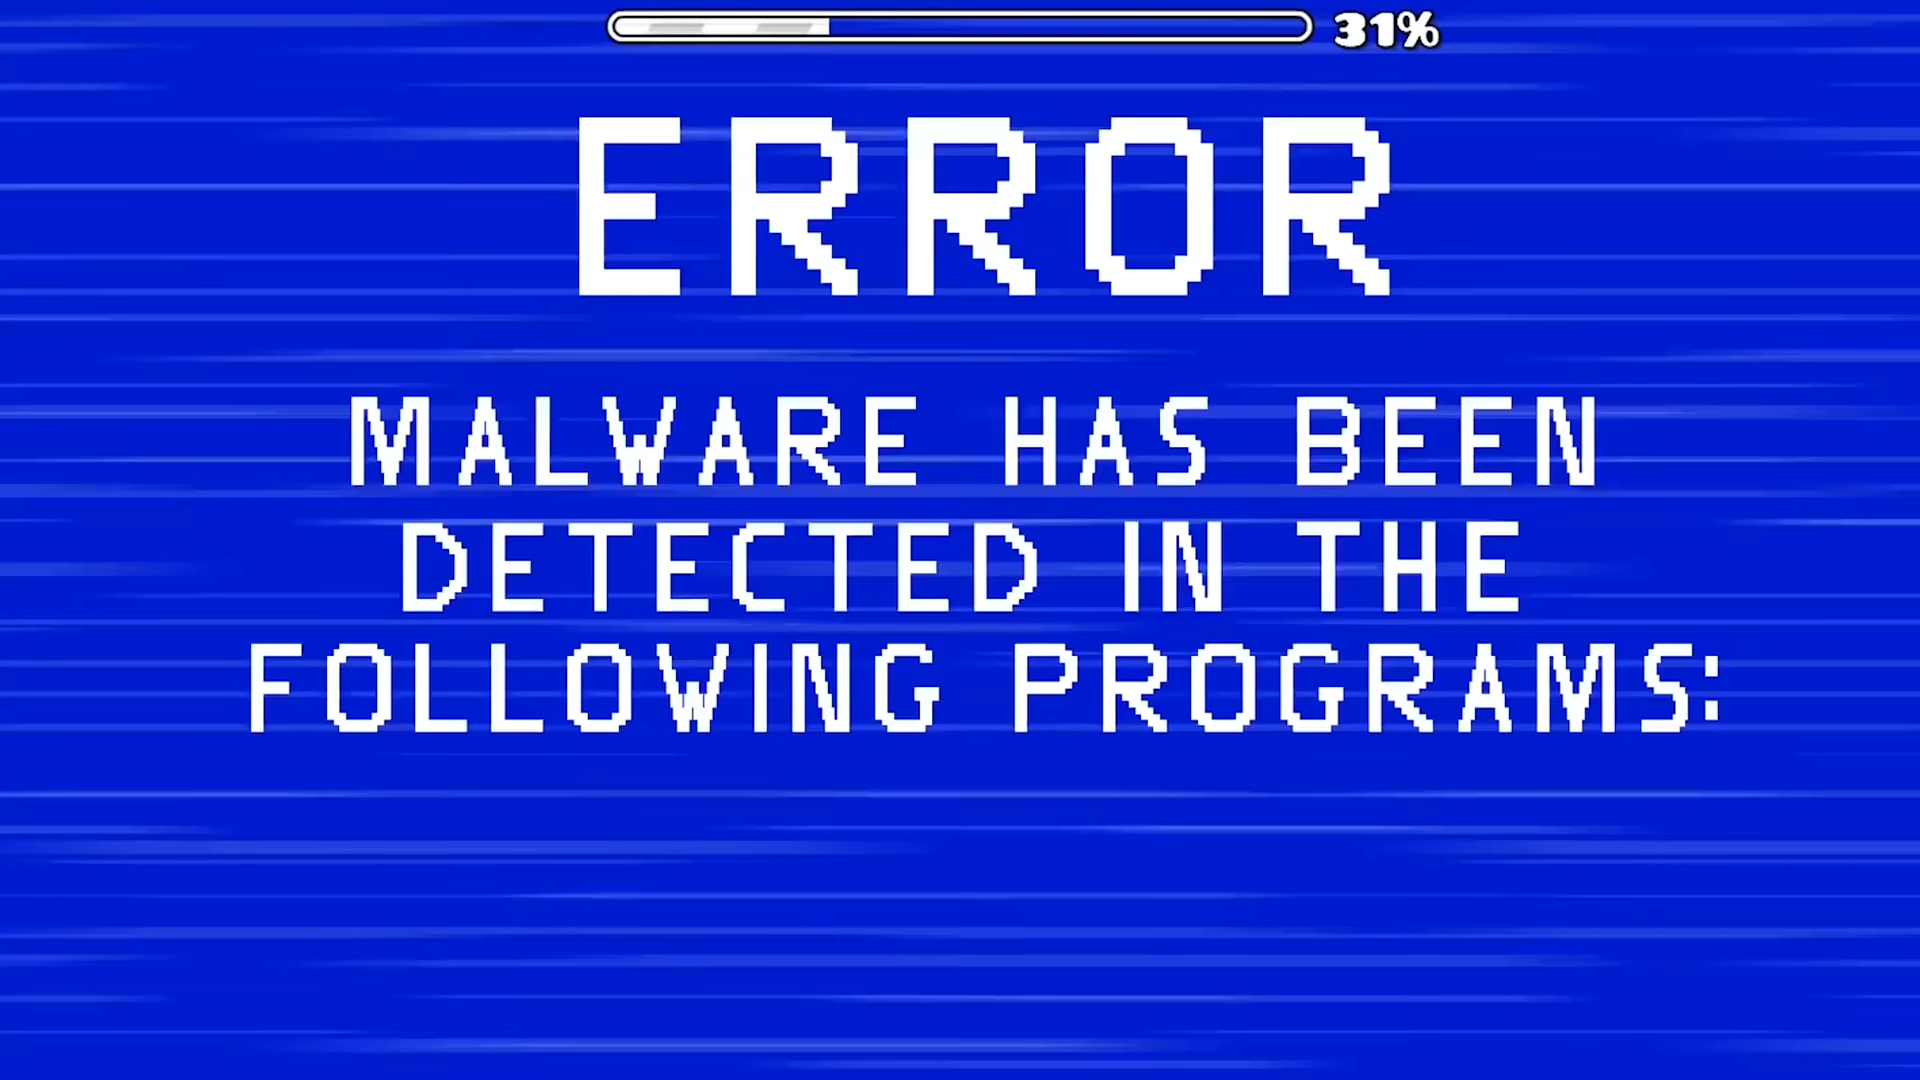 31%
ERROR
MALWARE HAS BEEN
DETECTED IN THE
FOLLOWING PROGRAMS: